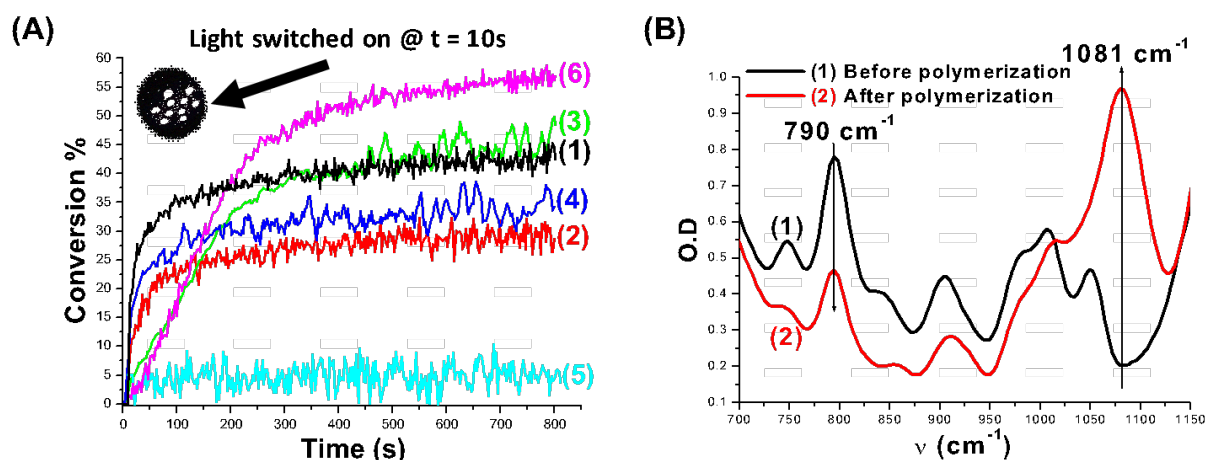 (A)
Light switched on @ t = 10s
Conversion %
60
55
50
45
40
35
30
25
20
15
10
5
0
(6)
(3)
(1)
(4)
(2)
(5)
0 100 200 300 400 500 600 700 800
Time (s)
(B)
1081 cm-1
(1) Before polymerization
(2) After polymerization
790 cm-1
O.D
1.0
0.9
0.8
0.7
0.6
0.5
0.4
0.3
0.2
0.1
(1)
(2)
700 750 800 850 900 950 1000 1050 1100 1150
ν (cm-1)